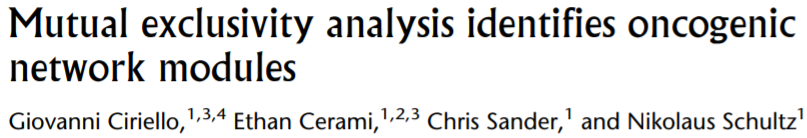 Mutual exclusivity analysis identifies oncogenic
network modules
Giovanni Ciriello,1,3,4 Ethan Cerami,1,2,3 Chris Sander,1 and Nikolaus Schultz1